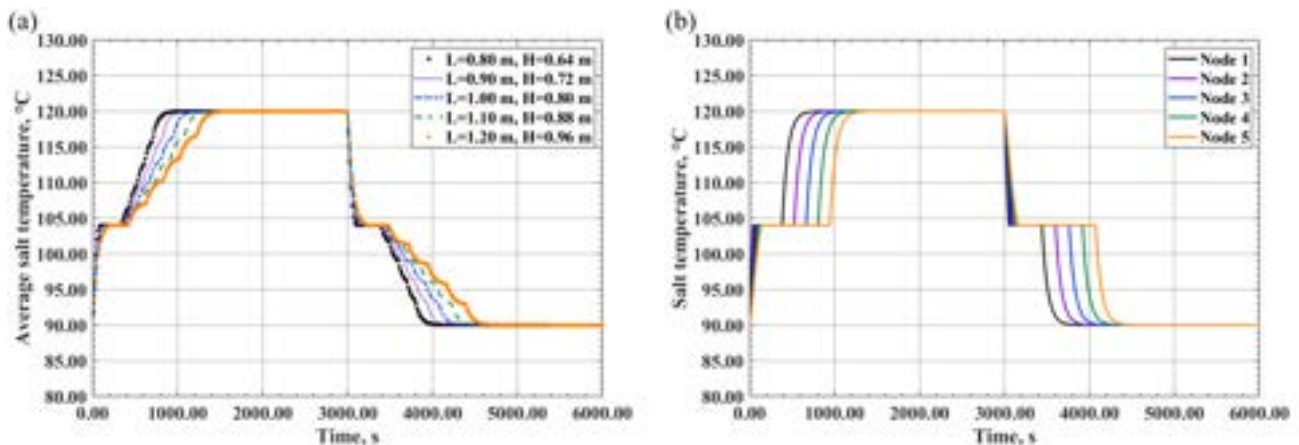 (a)
130.00
125.00
120.00
115.00
110.00
105.00
100.00
95.00
90.00
85.00
80.00
Average salt temperature, °C
L=0.80 m, H=0.64 m
L=0.90 m, H=0.72 m
L=1.00 m, H=0.80 m
L=1.10 m, H=0.88 m
L=1.20 m, H=0.96 m
0.00 1000.00 2000.00 3000.00 4000.00 5000.00 6000.00
Time, s
(b)
130.00
125.00
120.00
115.00
110.00
105.00
100.00
95.00
90.00
85.00
80.00
Salt temperature, °C
Node 1
Node 2
Node 3
Node 4
Node 5
0.00 1000.00 2000.00 3000.00 4000.00 5000.00 6000.00
Time, s